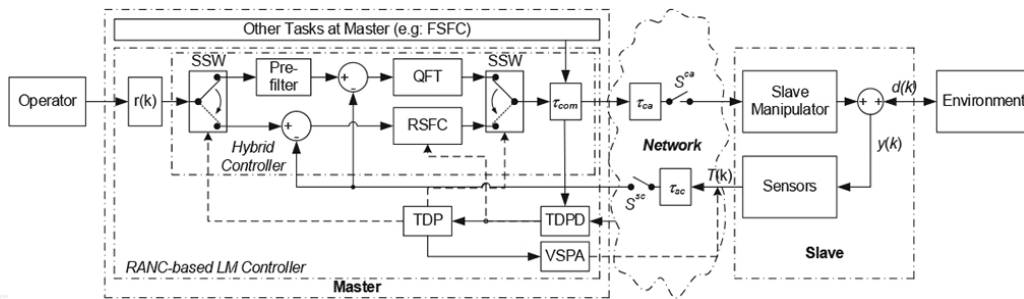 Other Tasks at Master (e.g: FSFC)
SSW
Pre-
filter
+
-
QFT
SSW
Operator
r(k)
τcom
τca
Sca
Slave
Manipulator
+ +
d(k)
Environment
+
-
RSFC
Hybrid
Controller
Network
y(k)
Ssc
τsc
T(k)
Sensors
TDP
TDPD
VSPA
Slave
RANC-based LM Controller
Master